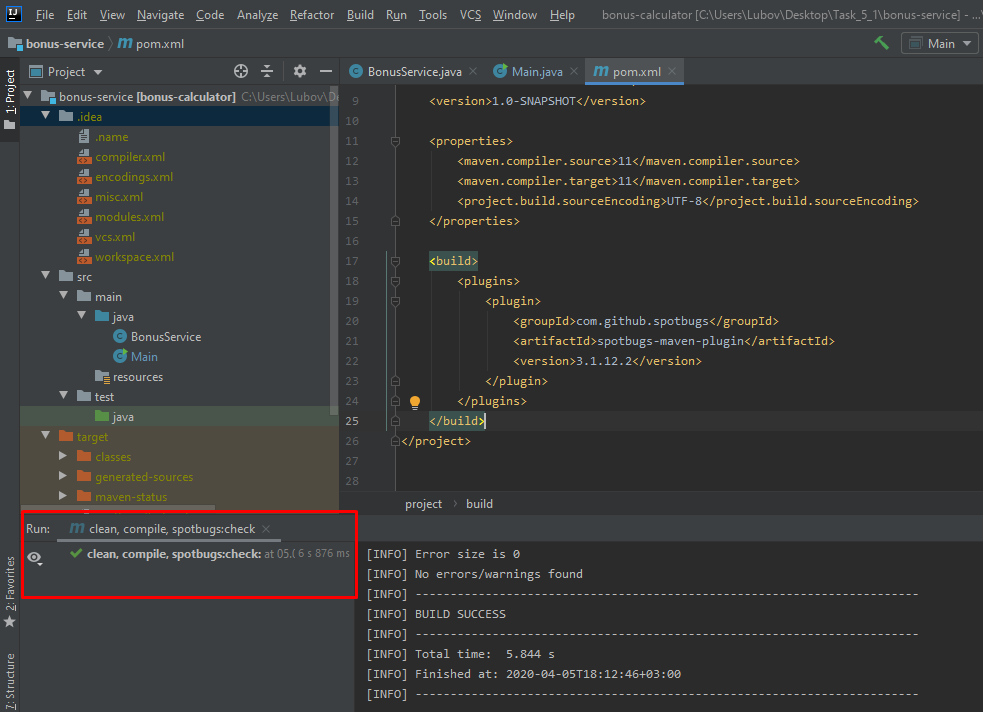 File Edit View Navigate Code Analyze Refactor Build Run Tools VCS Window Help bonus-calculator [C:\Users\Lubov\Desktop\Task_5_1\bonus-service] - ...\
bonus-service m pom.xml Main
1: Project
Project
BonusService.java Main.java m pom.xml
bonus-service [bonus-calculator] C:\Users\Lubov\De
.idea
.name
compiler.xml
encodings.xml
misc.xml
modules.xml
vcs.xml
workspace.xml
src
main
java
BonusService
Main
resources
test
java
target
classes
generated-sources
maven-status
9 <version>1.0-SNAPSHOT</version>
10
11 <properties>
12 <maven.compiler.source>11</maven.compiler.source>
13 <maven.compiler.target>11</maven.compiler.target>
14 <project.build.sourceEncoding>UTF-8</project.build.sourceEncoding>
15 </properties>
16
17 <build>
18 <plugins>
19 <plugin>
20 <groupId>com.github.spotbugs</groupId>
21 <artifactId>spotbugs-maven-plugin</artifactId>
22 <version>3.1.12.2</version>
23 </plugin>
24 </plugins>
25 </build>
26 </project>
27
28
project > build
Run: m clean, compile, spotbugs:check
clean, compile, spotbugs:check: at 05.( 6 s 876 ms
[INFO] Error size is 0
[INFO] No errors/warnings found
[INFO] ------------------------------------------------------------------------
[INFO] BUILD SUCCESS
[INFO] ------------------------------------------------------------------------
[INFO] Total time:  5.844 s
[INFO] Finished at: 2020-04-05T18:12:46+03:00
[INFO] ------------------------------------------------------------------------
2: Favorites
7: Structure